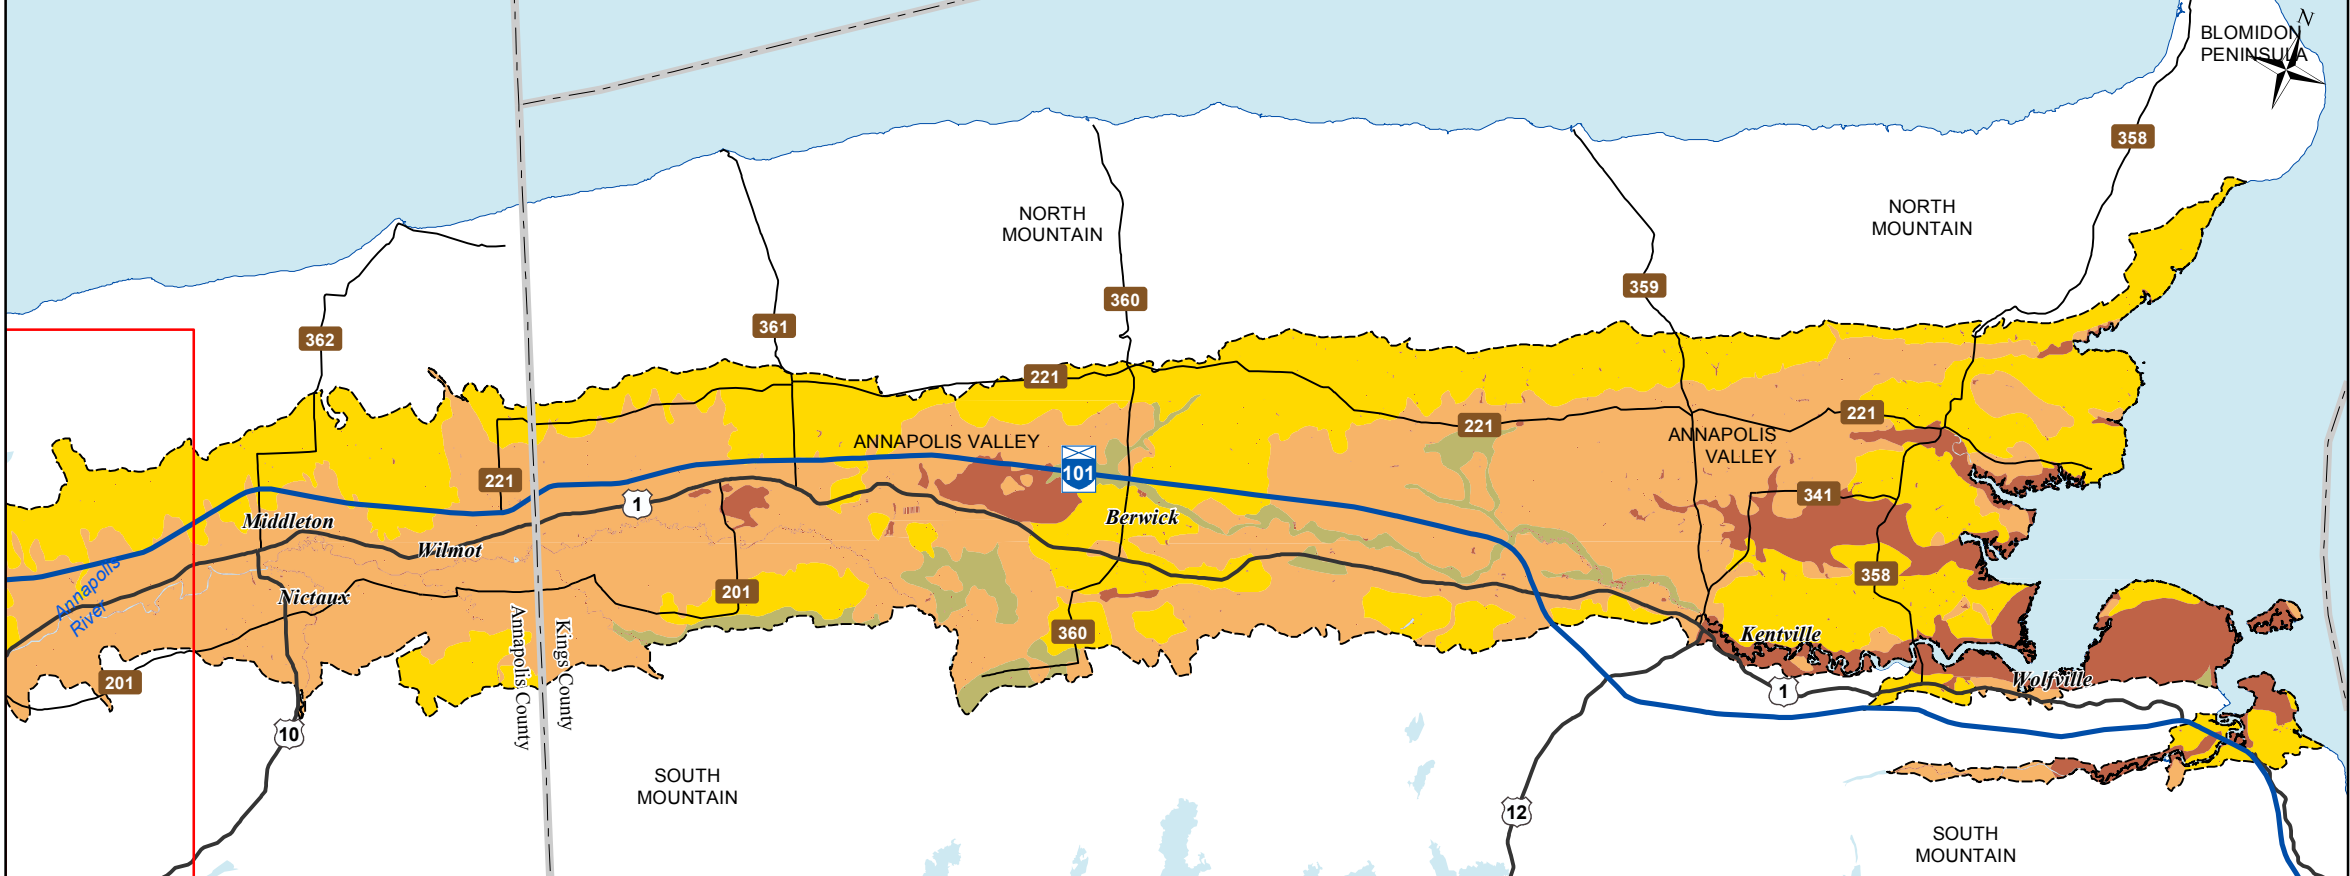 N
BLOMIDON
PENINSULA
358
NORTH
MOUNTAIN
NORTH
MOUNTAIN
359
360
361
362
221
221
221
ANNAPOLIS VALLEY
ANNAPOLIS
VALLEY
101
221
341
1
Middleton
Berwick
Wilmot
358
Annapolis
River
Nictaux
201
360
Kentville
Annapolis County
Kings County
201
1
Wolfville
10
SOUTH
MOUNTAIN
12
SOUTH
MOUNTAIN